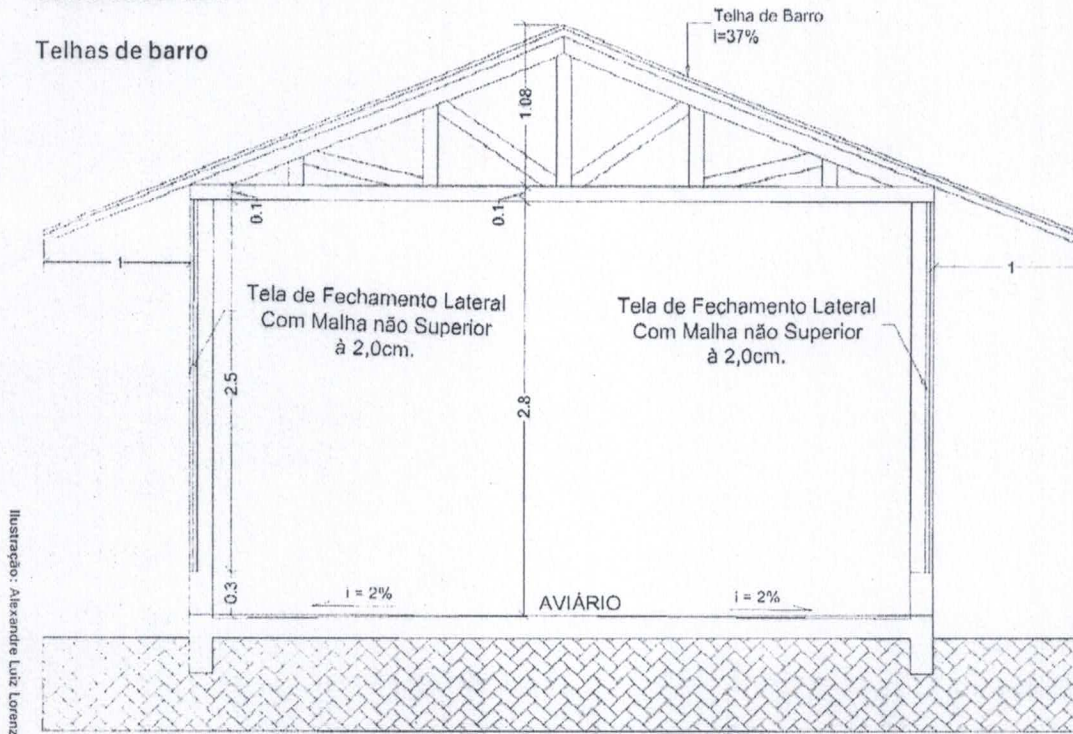 Telhas de barro
Telha de Barro
i=37%
1.08
0.1
0.1
1
1
Tela de Fechamento Lateral
Com Malha não Superior
à 2,0cm.
Tela de Fechamento Lateral
Com Malha não Superior
à 2,0cm.
2.5
2.8
0.3
i = 2%
AVIÁRIO
i = 2%
Ilustração: Alexandre Luiz Lorenz